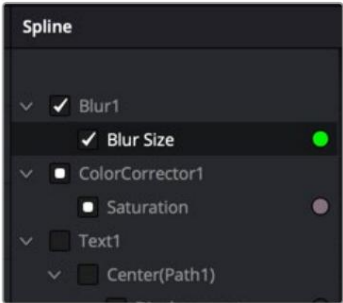 Spline
Blur1
Blur Size
ColorCorrector1
Saturation
Text1
Center(Path1)